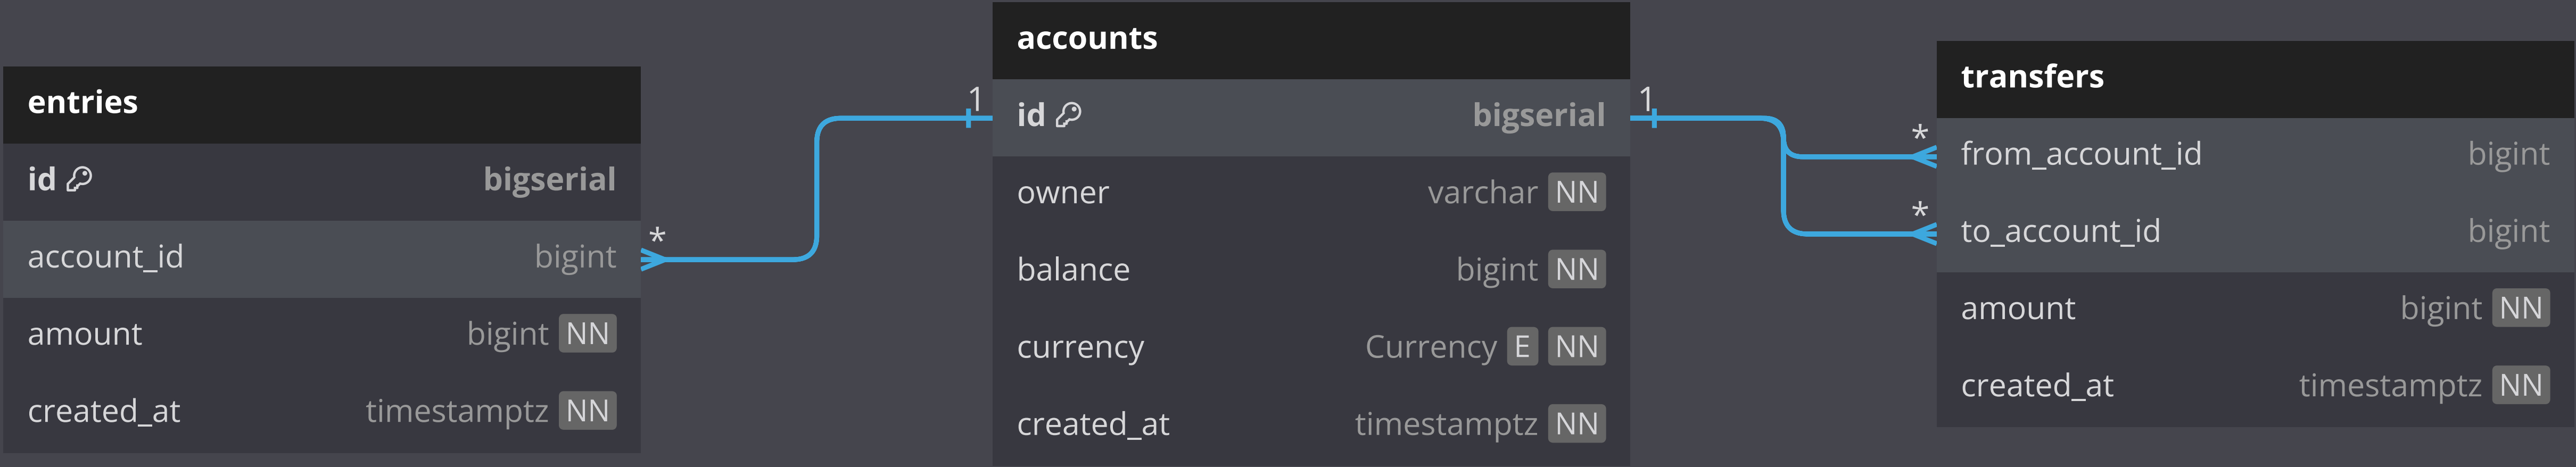 entries
id bigserial
account_id bigint
amount bigint NN
created_at timestamptz NN
*
1
accounts
id bigserial
owner varchar NN
balance bigint NN
currency Currency E NN
created_at timestamptz NN
1
*
*
transfers
from_account_id bigint
to_account_id bigint
amount bigint NN
created_at timestamptz NN